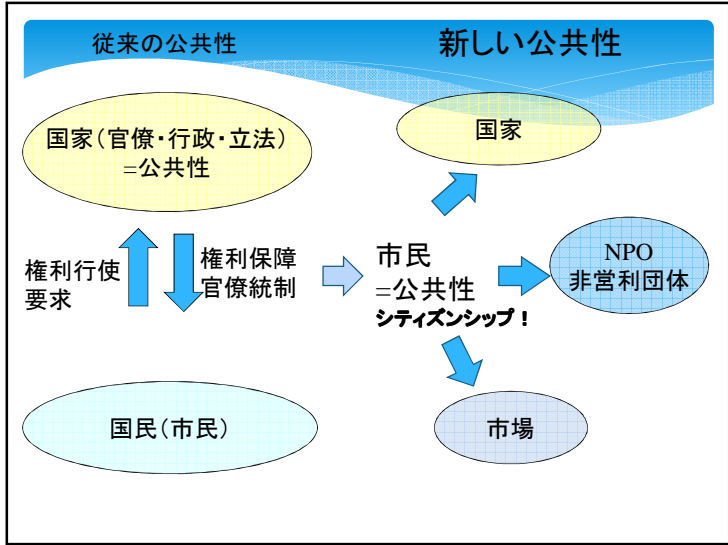 従来の公共性
新しい公共性
国家(官僚・行政・立法)
=公共性
権利行使
要求
権利保障
官僚統制
国民(市民)
国家
市民
=公共性
シティズンシップ!
NPO
非営利団体
市場